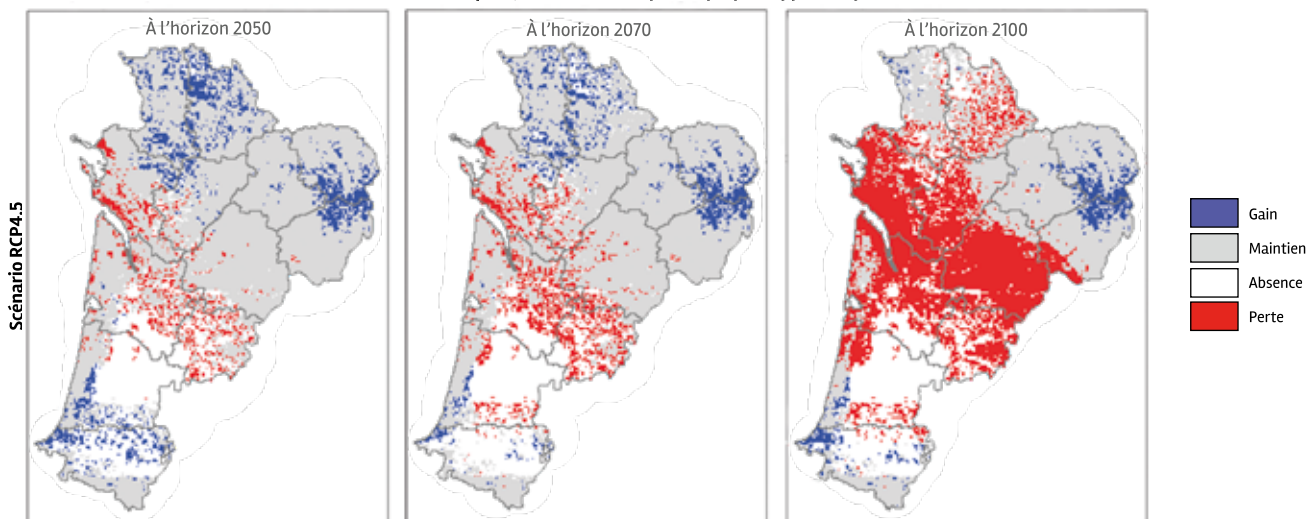 À l'horizon 2050
À l'horizon 2070
À l'horizon 2100
Scénario RCP4.5
Gain
Maintien
Absence
Perte